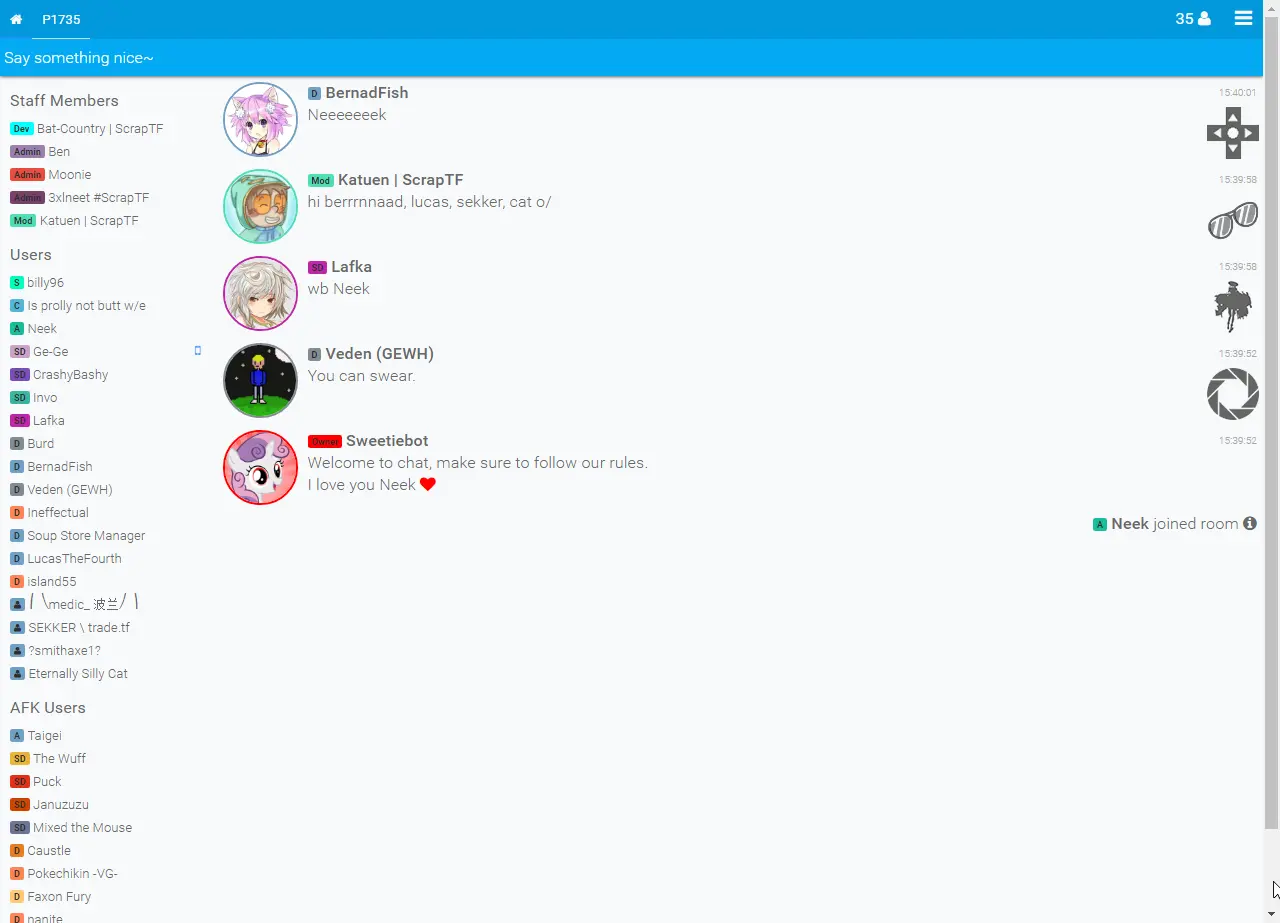 P1735
35
Say something nice~
Staff Members
Dev Bat-Country | ScrapTF
Admin Ben
Admin Moonie
Admin 3xlneet #ScrapTF
Mod Katuen | ScrapTF
Users
S billy96
C Is prolly not butt w/e
A Neek
SD Ge-Ge
SD CrashyBashy
SD Invo
SD Lafka
D Burd
D BernadFish
D Veden (GEWH)
D Ineffectual
D Soup Store Manager
D LucasTheFourth
D island55
medic_ 波兰
SEKKER \ trade.tf
?smithaxe1?
Eternally Silly Cat
AFK Users
A Taigei
SD The Wuff
SD Puck
SD Januzuzu
SD Mixed the Mouse
D Caustle
D Pokechikin -VG-
D Faxon Fury
D nanite
D BernadFish
15:40:01
Neeeeeeek
Mod Katuen | ScrapTF
15:39:58
hi berrrnnaad, lucas, sekker, cat o/
SD Lafka
15:39:58
wb Neek
D Veden (GEWH)
15:39:52
You can swear.
Owner Sweetiebot
15:39:52
Welcome to chat, make sure to follow our rules.
I love you Neek ❤
A Neek joined room